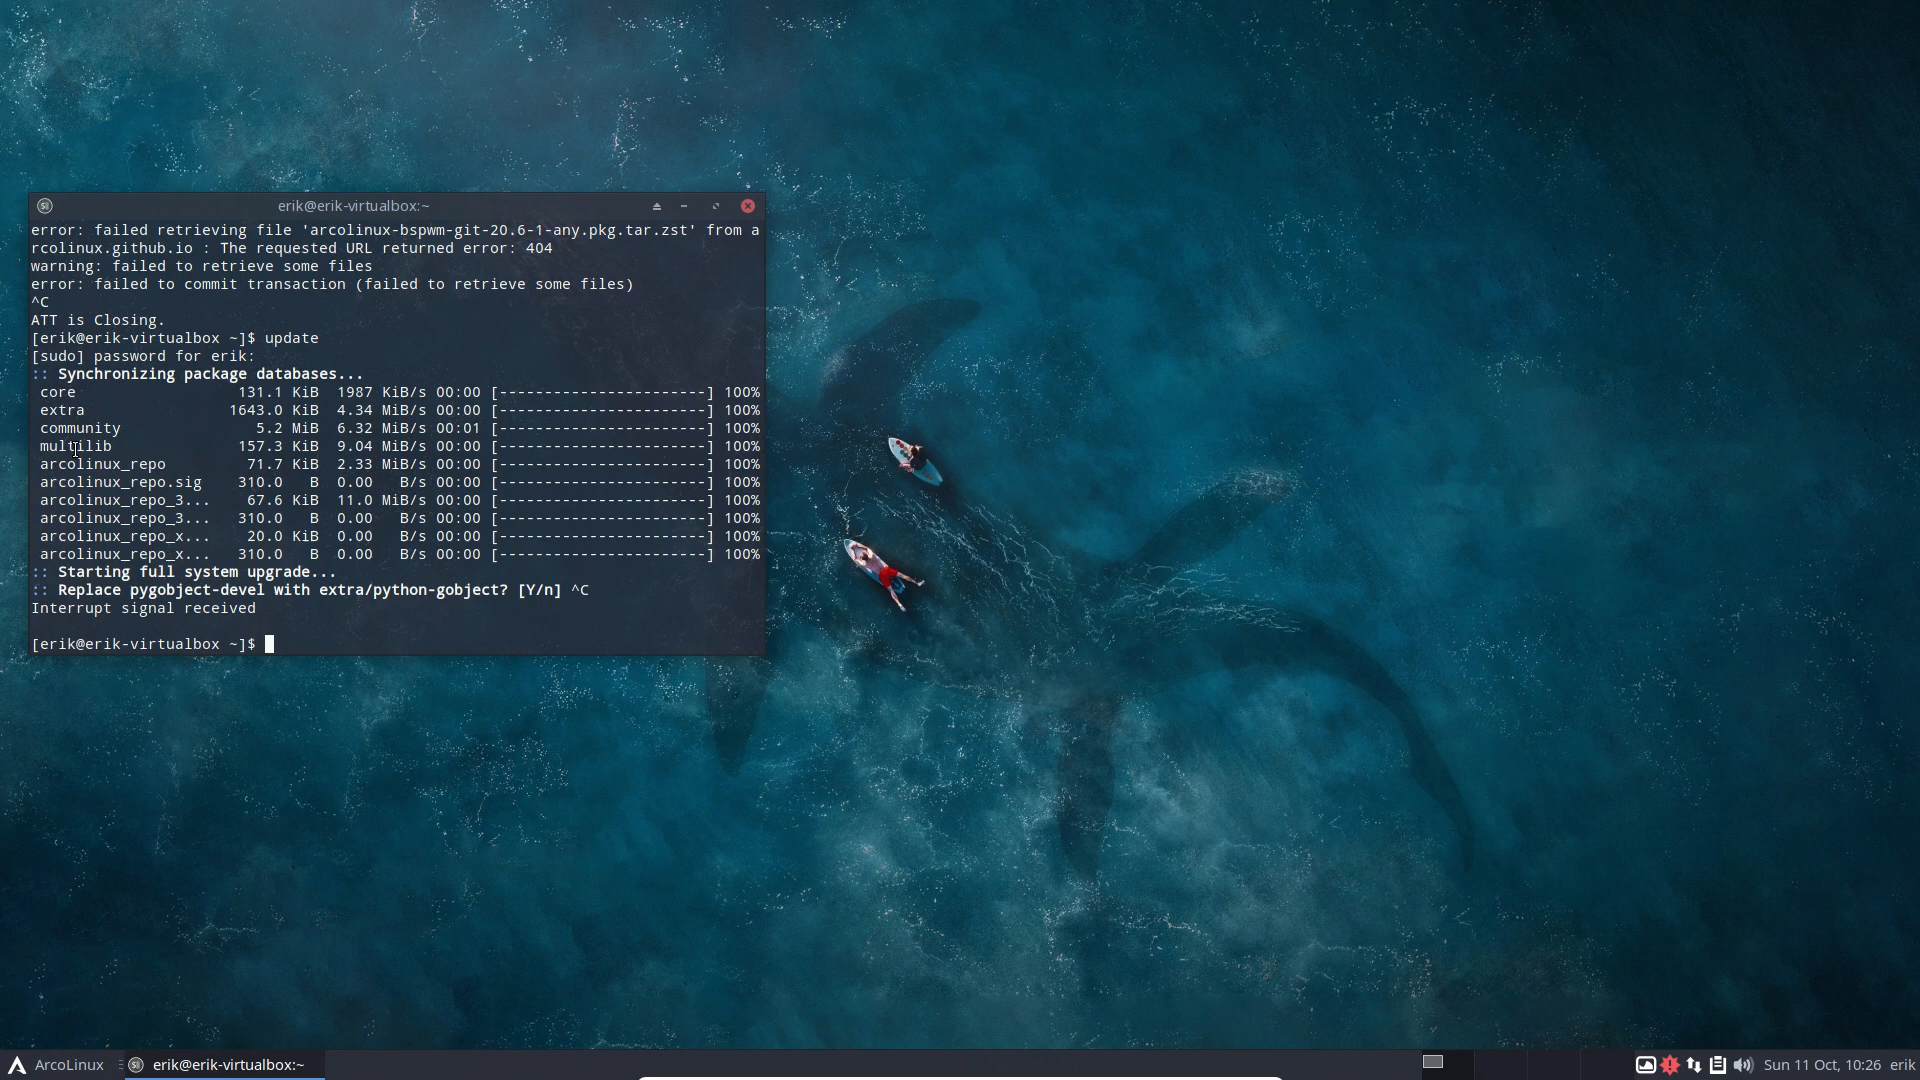 erik@erik-virtualbox:~
error: failed retrieving file 'arcolinux-bspwm-git-20.6-1-any.pkg.tar.zst' from a
rcolinux.github.io : The requested URL returned error: 404
warning: failed to retrieve some files
error: failed to commit transaction (failed to retrieve some files)
^C
ATT is Closing.
[erik@erik-virtualbox ~]$ update
[sudo] password for erik:
:: Synchronizing package databases...
core 131.1 KiB 1987 KiB/s 00:00 [-----------------------] 100%
extra 1643.0 KiB 4.34 MiB/s 00:00 [-----------------------] 100%
community 5.2 MiB 6.32 MiB/s 00:01 [-----------------------] 100%
multilib 157.3 KiB 9.04 MiB/s 00:00 [-----------------------] 100%
arcolinux_repo 71.7 KiB 2.33 MiB/s 00:00 [-----------------------] 100%
arcolinux_repo.sig 310.0 B 0.00 B/s 00:00 [-----------------------] 100%
arcolinux_repo_3... 67.6 KiB 11.0 MiB/s 00:00 [-----------------------] 100%
arcolinux_repo_3... 310.0 B 0.00 B/s 00:00 [-----------------------] 100%
arcolinux_repo_x... 20.0 KiB 0.00 B/s 00:00 [-----------------------] 100%
arcolinux_repo_x... 310.0 B 0.00 B/s 00:00 [-----------------------] 100%
:: Starting full system upgrade...
:: Replace pygobject-devel with extra/python-gobject? [Y/n] ^C
Interrupt signal received
[erik@erik-virtualbox ~]$
ArcoLinux erik@erik-virtualbox:~ Sun 11 Oct, 10:26 erik